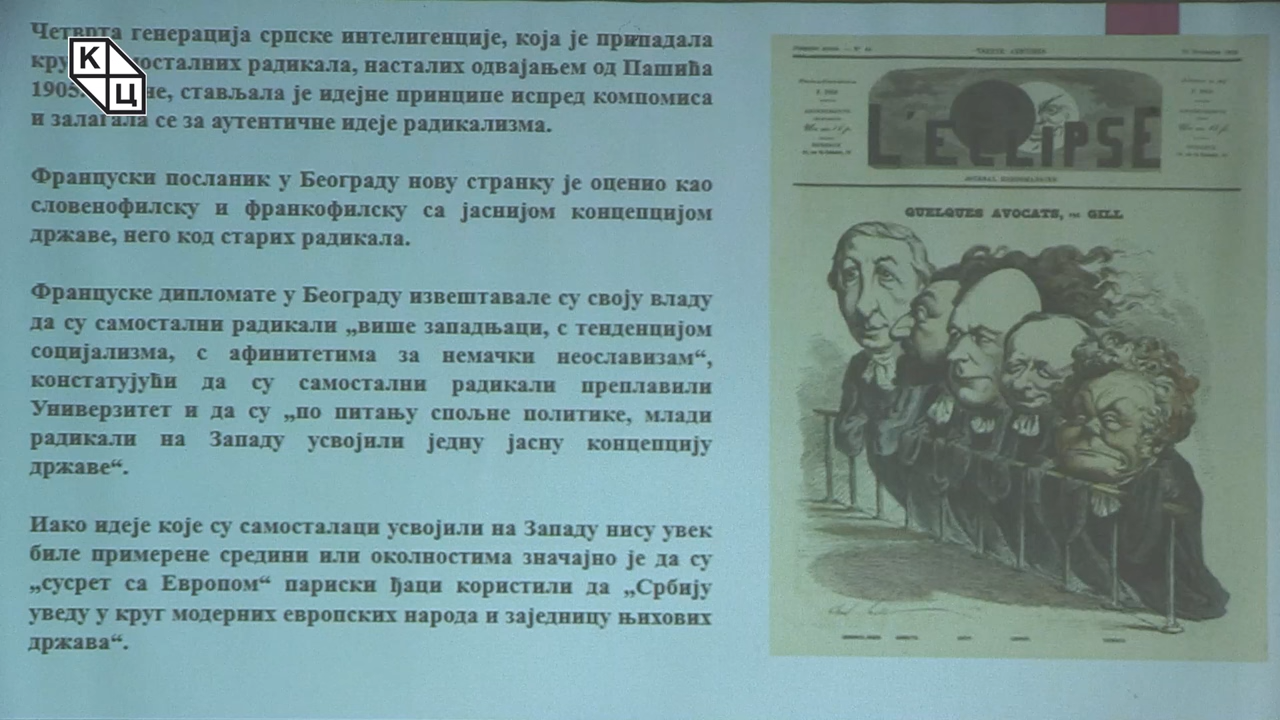 Четврта генерација српске интелигенције, која је припадала
К
Ц
косталних радикала, насталих одвајањем од Пашића
1905. не, стављала је идејне принципе испред компомиса
и залагала се за аутентичне идеје радикализма.
Француски посланик у Београду нову странку је оценио као
словенофилску и франкофилску са јаснијом концепцијом
државе, него код старих радикала.
Француске дипломате у Београду извештавале су своју владу
да су самостални радикали „више западњаци, с тенденцијом
социјализма, с афинитетима за немачки неославизам“,
констатујући да су самостални радикали преплавили
Универзитет и да су „по питању спољне политике, млади
радикали на Западу усвојили једну јасну концепцију
државе“.
Иако идеје које су самосталаци усвојили на Западу нису увек
биле примерене средини или околностима значајно је да су
„сусрет са Европом“ париски ђаци користили да „Србију
уведу у круг модерних европских народа и заједницу њихових
држава“.
L'ECLIPSE
QUELQUES AVOCATS, PAR GILL